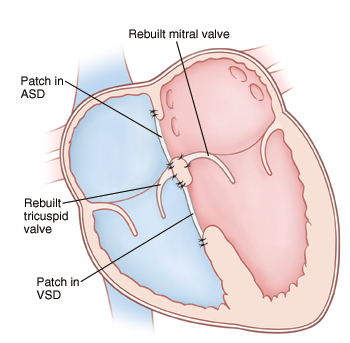 Rebuilt mitral valve
Patch in
ASD
Rebuilt
tricuspid
valve
Patch in
VSD